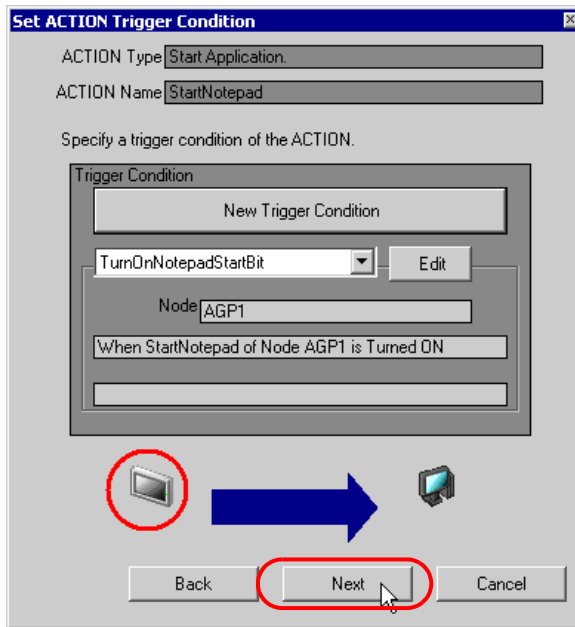 Set ACTION Trigger Condition
ACTION Type Start Application.
ACTION Name StartNotepad
Specify a trigger condition of the ACTION.
Trigger Condition
New Trigger Condition
TurnOnNotepadStartBit Edit
Node AGP1
When StartNotepad of Node AGP1 is Turned ON
Back Next Cancel